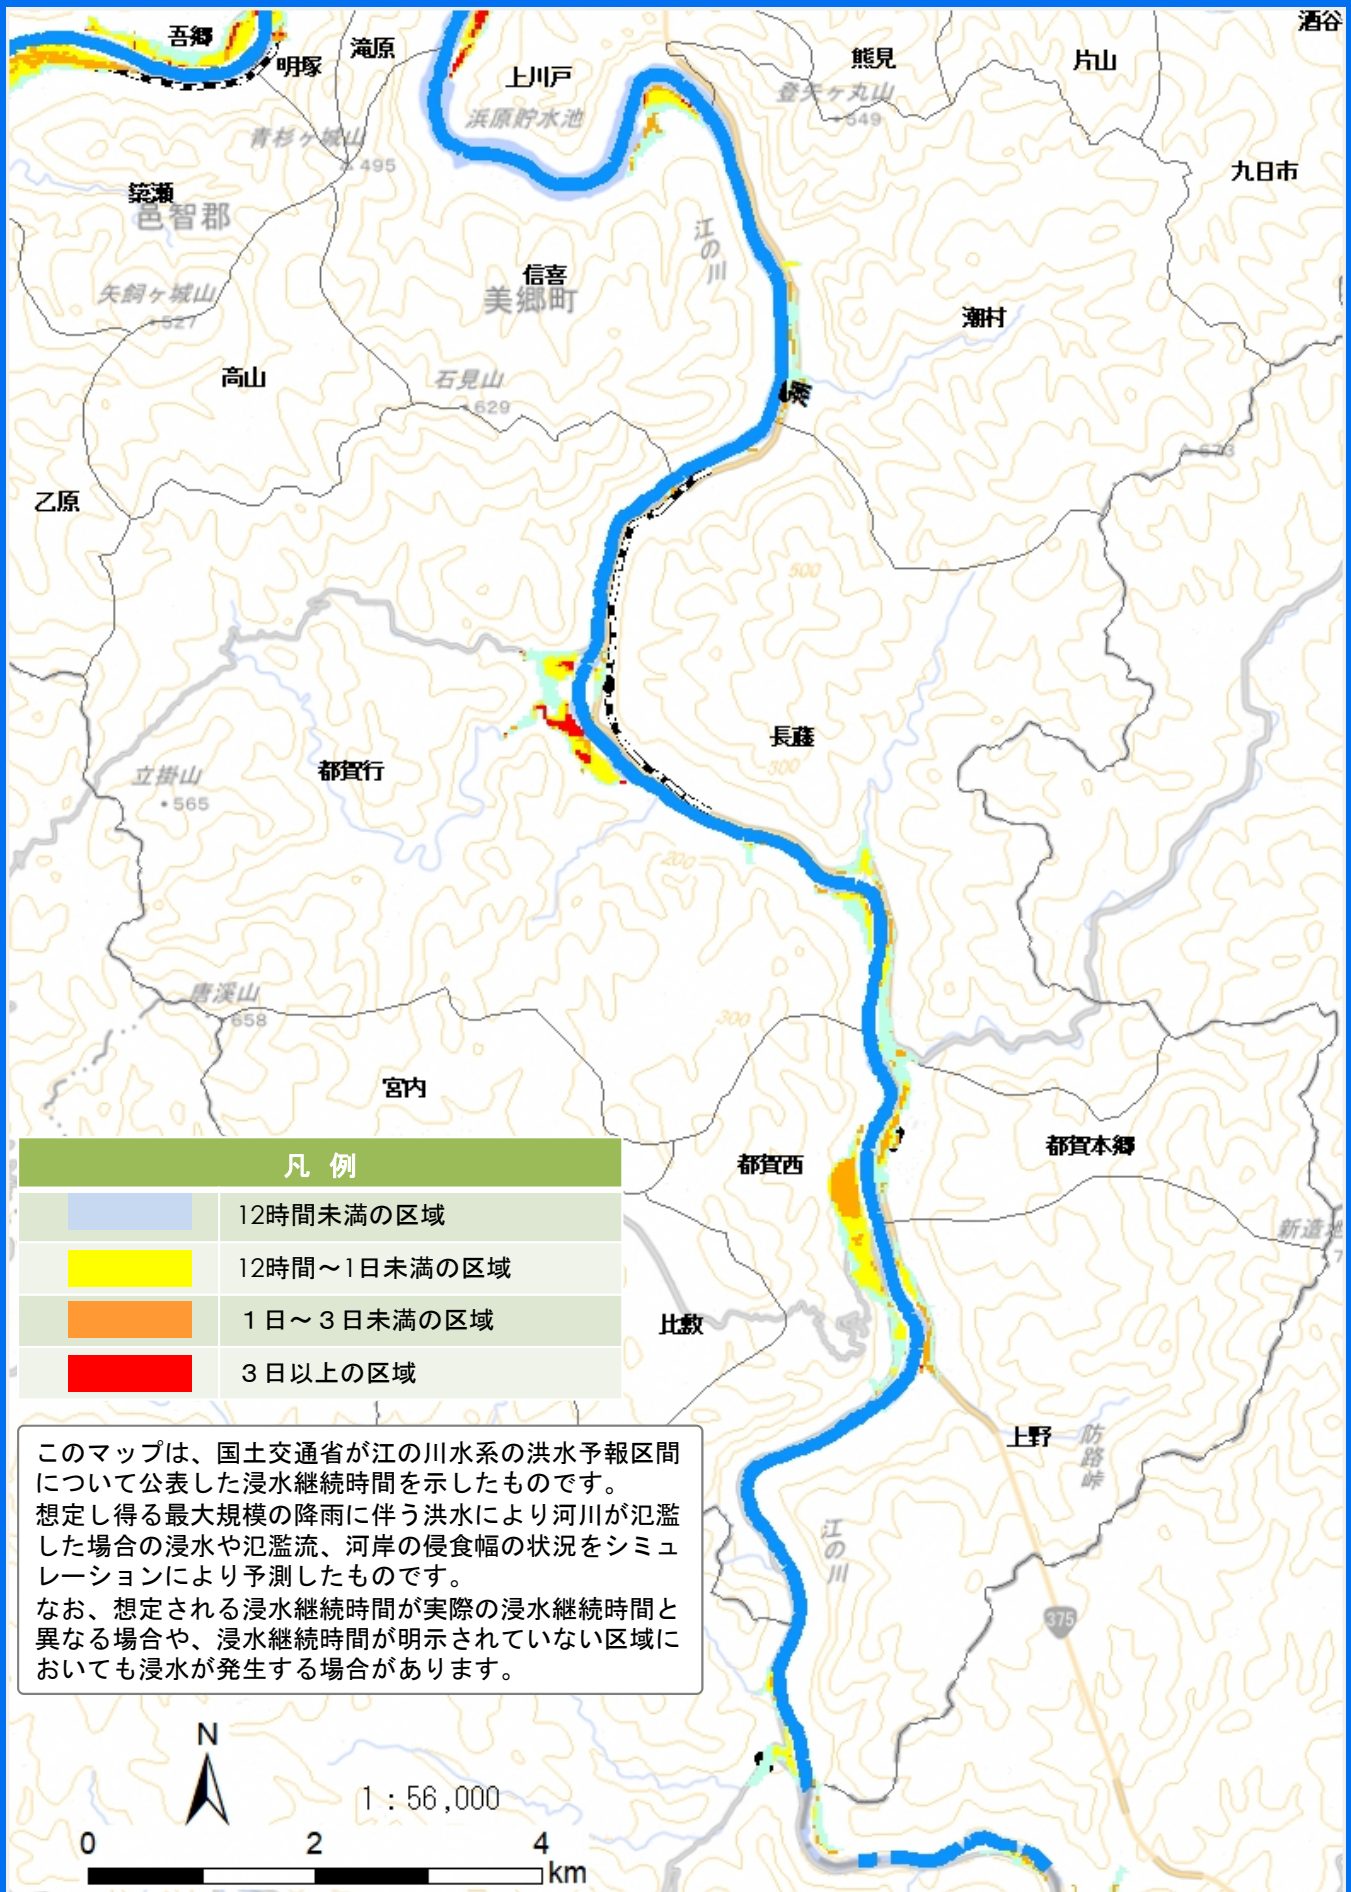 酒谷
吾郷
滝原
明塚
上川戸
熊見
片山
浜原貯水池
登矢ヶ丸山
549
青杉ヶ城山
495
九日市
簗瀬
邑智郡
江の川
信喜
美郷町
矢飼ヶ城山
527
潮村
高山
石見山
629
潮
673
乙原
500
長藤
300
立掛山
565
都賀行
200
唐溪山
658
300
宮内
都賀西
都賀本郷
新造
比敷
上野
防路峠
江の川
375
凡 例
12時間未満の区域
12時間～1日未満の区域
１日～３日未満の区域
３日以上の区域
このマップは、国土交通省が江の川水系の洪水予報区間
について公表した浸水継続時間を示したものです。
想定し得る最大規模の降雨に伴う洪水により河川が氾濫
した場合の浸水や氾濫流、河岸の侵食幅の状況をシミュ
レーションにより予測したものです。
なお、想定される浸水継続時間が実際の浸水継続時間と
異なる場合や、浸水継続時間が明示されていない区域に
おいても浸水が発生する場合があります。
N
1：56,000
0 2 4
km